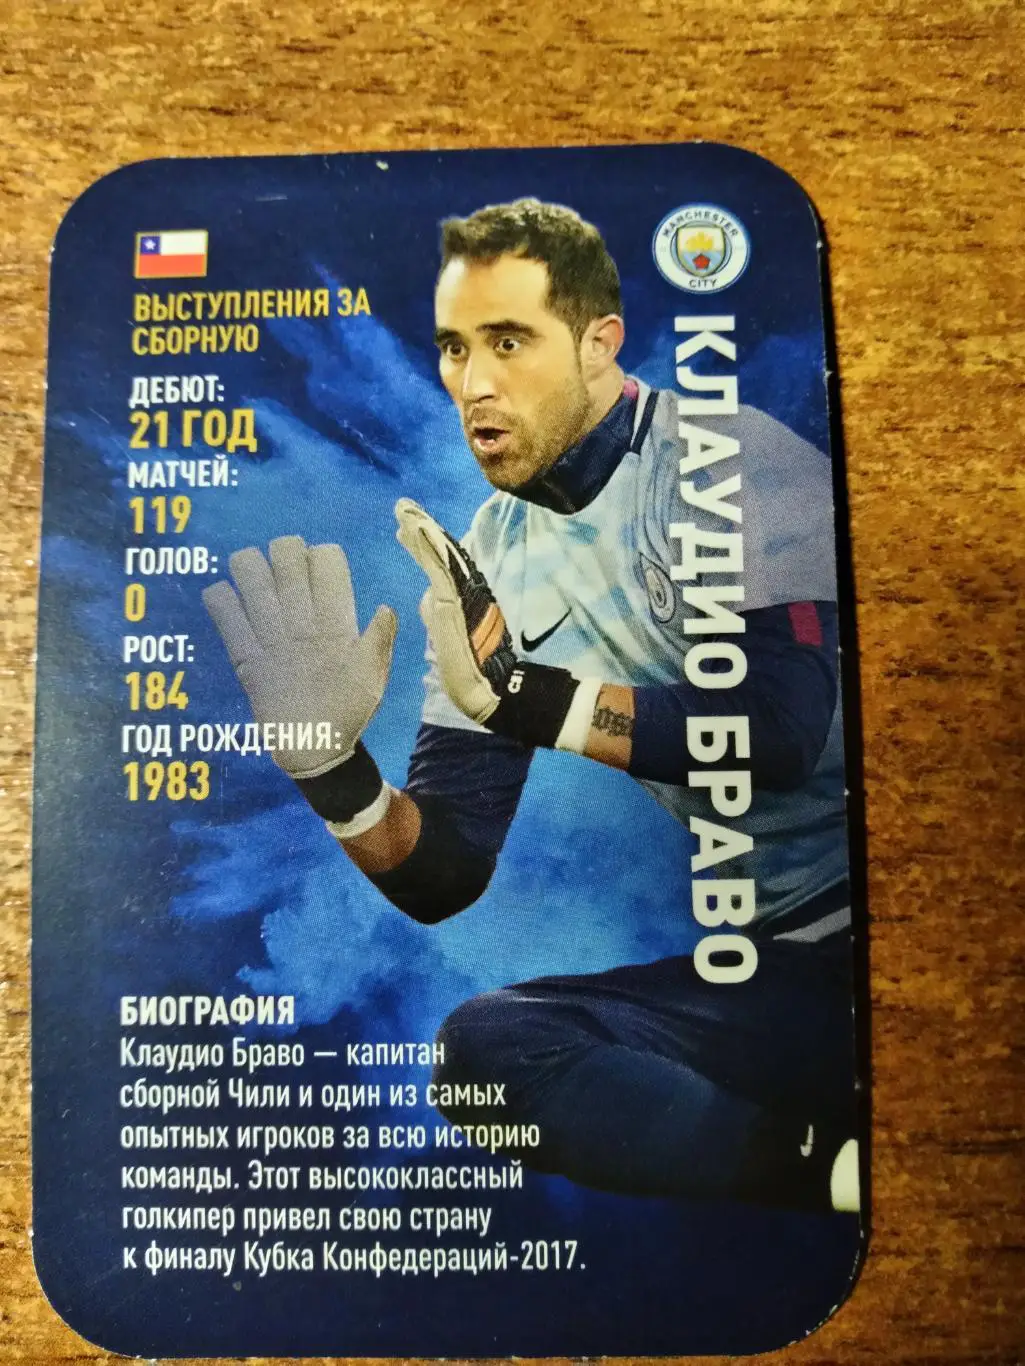 MANCHESTER
CITY
ВЫСТУПЛЕНИЯ ЗА
СБОРНУЮ
ДЕБЮТ:
21 ГОД
МАТЧЕЙ:
119
ГОЛОВ:
0
РОСТ:
184
ГОД РОЖДЕНИЯ:
1983
КЛАУДИО БРАВО
БИОГРАФИЯ
Клаудио Браво — капитан
сборной Чили и один из самых
опытных игроков за всю историю
команды. Этот высококлассный
голкипер привел свою страну
к финалу Кубка Конфедераций-2017.